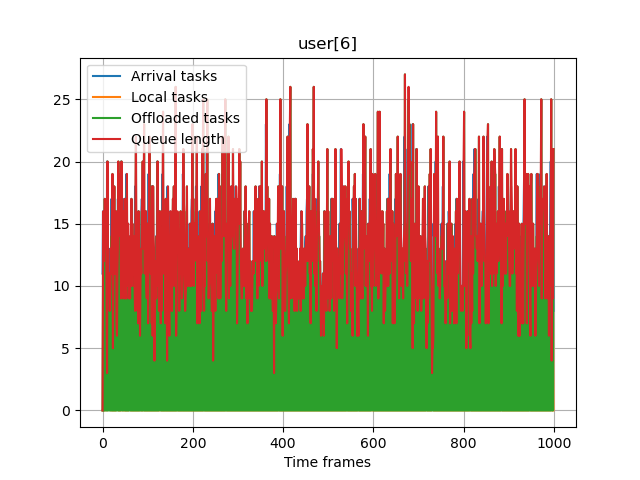 user[6]
Arrival tasks
Local tasks
Offloaded tasks
Queue length
25
20
15
10
5
0
0 200 400 600 800 1000
Time frames